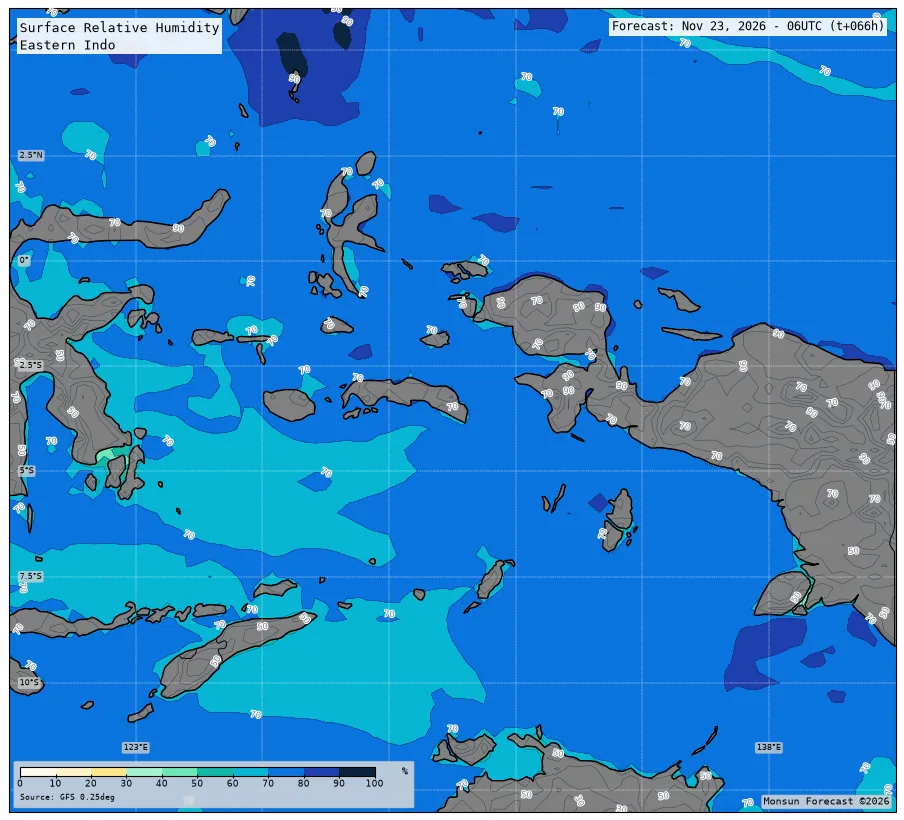 Surface Relative Humidity
Eastern Indo
Forecast: Nov 23, 2026 - 06UTC (t+066h)
2.5°N
0°
2.5°S
5°S
7.5°S
10°S
123°E
138°E
0 10 20 30 40 50 60 70 80 90 100 %
Source: GFS 0.25deg
Monsun Forecast ©2026